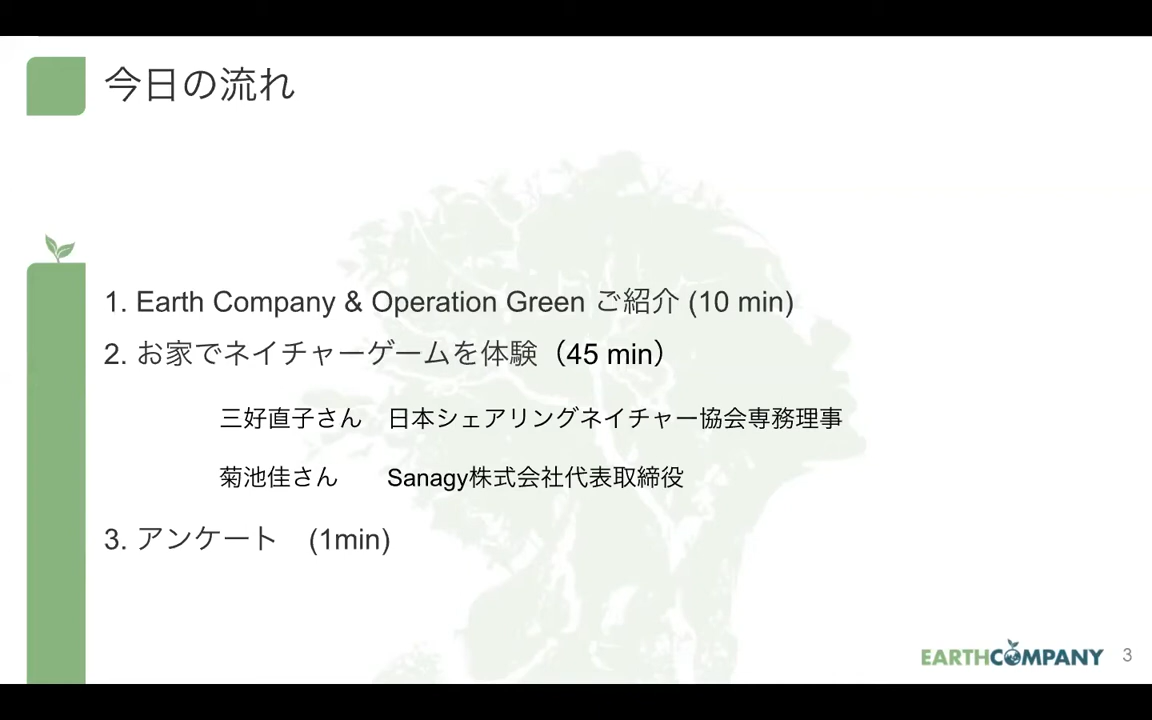 今日の流れ
1. Earth Company & Operation Green ご紹介 (10 min)
2. お家でネイチャーゲームを体験（45 min）
三好直子さん　日本シェアリングネイチャー協会専務理事
菊池佳さん　　Sanagy株式会社代表取締役
3. アンケート　(1min)
EARTHCOMPANY 3